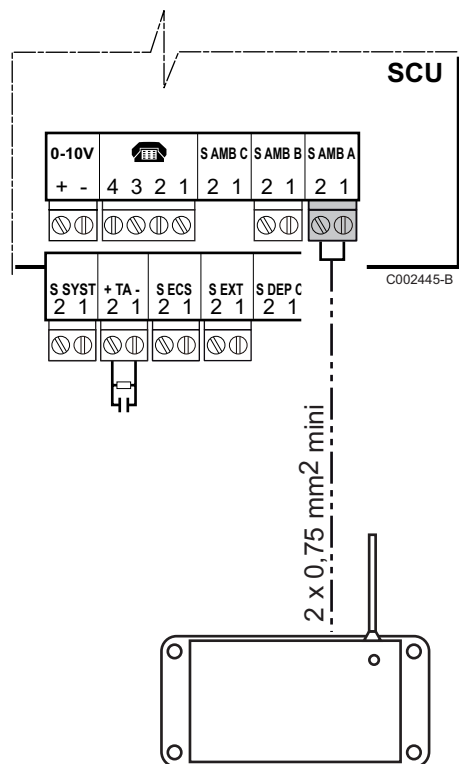 SCU
0-10V S AMB C S AMB B S AMB A
+ - 4 3 2 1 2 1 2 1 2 1
C002445-B
S SYST + TA - S ECS S EXT S DEP C
2 1 2 1 2 1 2 1 2 1
2 x 0,75 mm2 mini